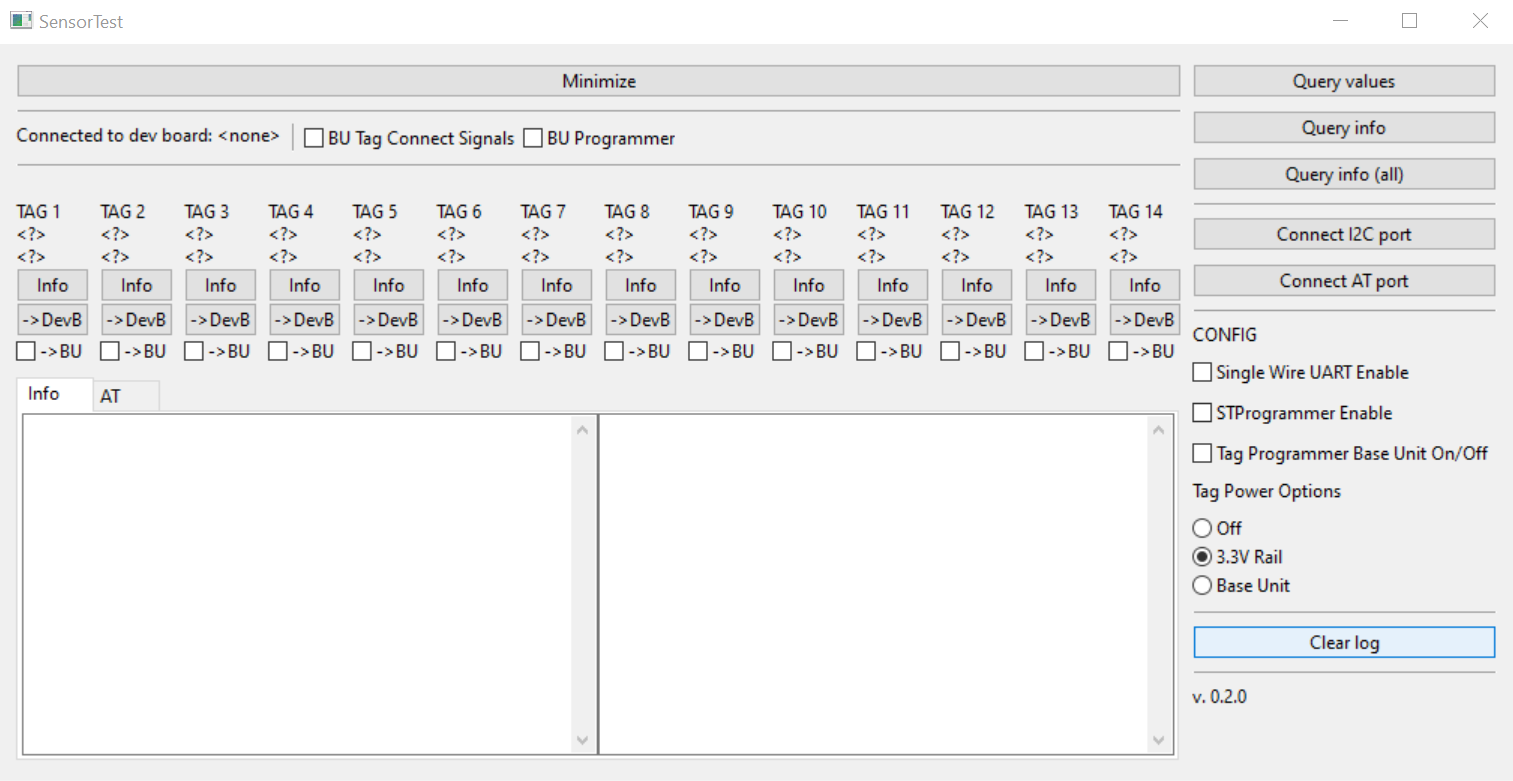 SensorTest
Minimize
Connected to dev board: <none> BU Tag Connect Signals BU Programmer
TAG 1 TAG 2 TAG 3 TAG 4 TAG 5 TAG 6 TAG 7 TAG 8 TAG 9 TAG 10 TAG 11 TAG 12 TAG 13 TAG 14
<?> <?> <?> <?> <?> <?> <?> <?> <?> <?> <?> <?> <?> <?>
<?> <?> <?> <?> <?> <?> <?> <?> <?> <?> <?> <?> <?> <?>
Info Info Info Info Info Info Info Info Info Info Info Info Info Info
->DevB ->DevB ->DevB ->DevB ->DevB ->DevB ->DevB ->DevB ->DevB ->DevB ->DevB ->DevB ->DevB ->DevB
->BU ->BU ->BU ->BU ->BU ->BU ->BU ->BU ->BU ->BU ->BU ->BU ->BU ->BU
Info AT
Query values
Query info
Query info (all)
Connect I2C port
Connect AT port
CONFIG
Single Wire UART Enable
STProgrammer Enable
Tag Programmer Base Unit On/Off
Tag Power Options
Off
3.3V Rail
Base Unit
Clear log
v. 0.2.0